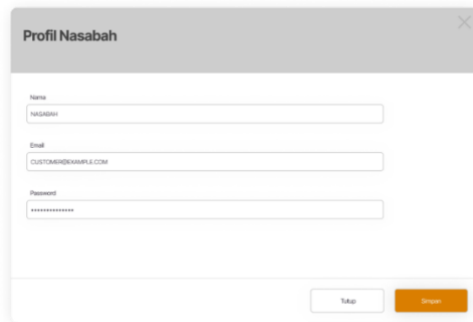 Profil Nasabah
Nama
NASABAH
Email
CUSTOMER@EXAMPLE.COM
Password
••••••••••••••
Tutup
Simpan